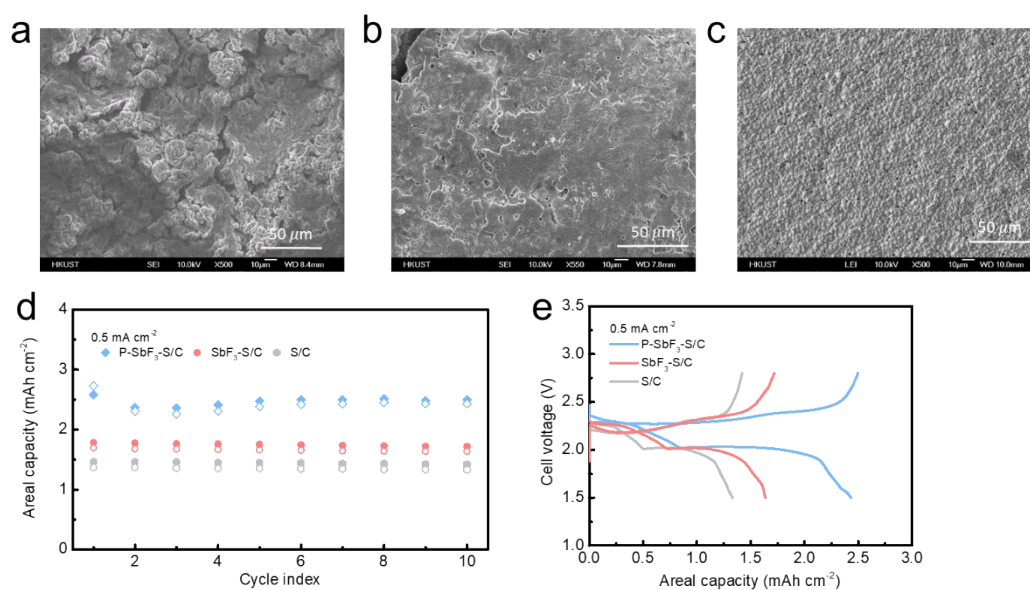 a
50 μm
HKUST SEI 10.0kV X500 10μm WD 8.4mm
b
50 μm
HKUST SEI 10.0kV X550 10μm WD 7.8mm
c
50 μm
HKUST LEI 10.0kV X500 10μm WD 10.0mm
d
0.5 mA cm⁻²
P-SbF₃-S/C SbF₃-S/C S/C
Areal capacity (mAh cm⁻²)
4
3
2
1
0
0 2 4 6 8 10
Cycle index
e
0.5 mA cm⁻²
P-SbF₃-S/C
SbF₃-S/C
S/C
Cell voltage (V)
3.5
3.0
2.5
2.0
1.5
1.0
0.0 0.5 1.0 1.5 2.0 2.5 3.0
Areal capacity (mAh cm⁻²)